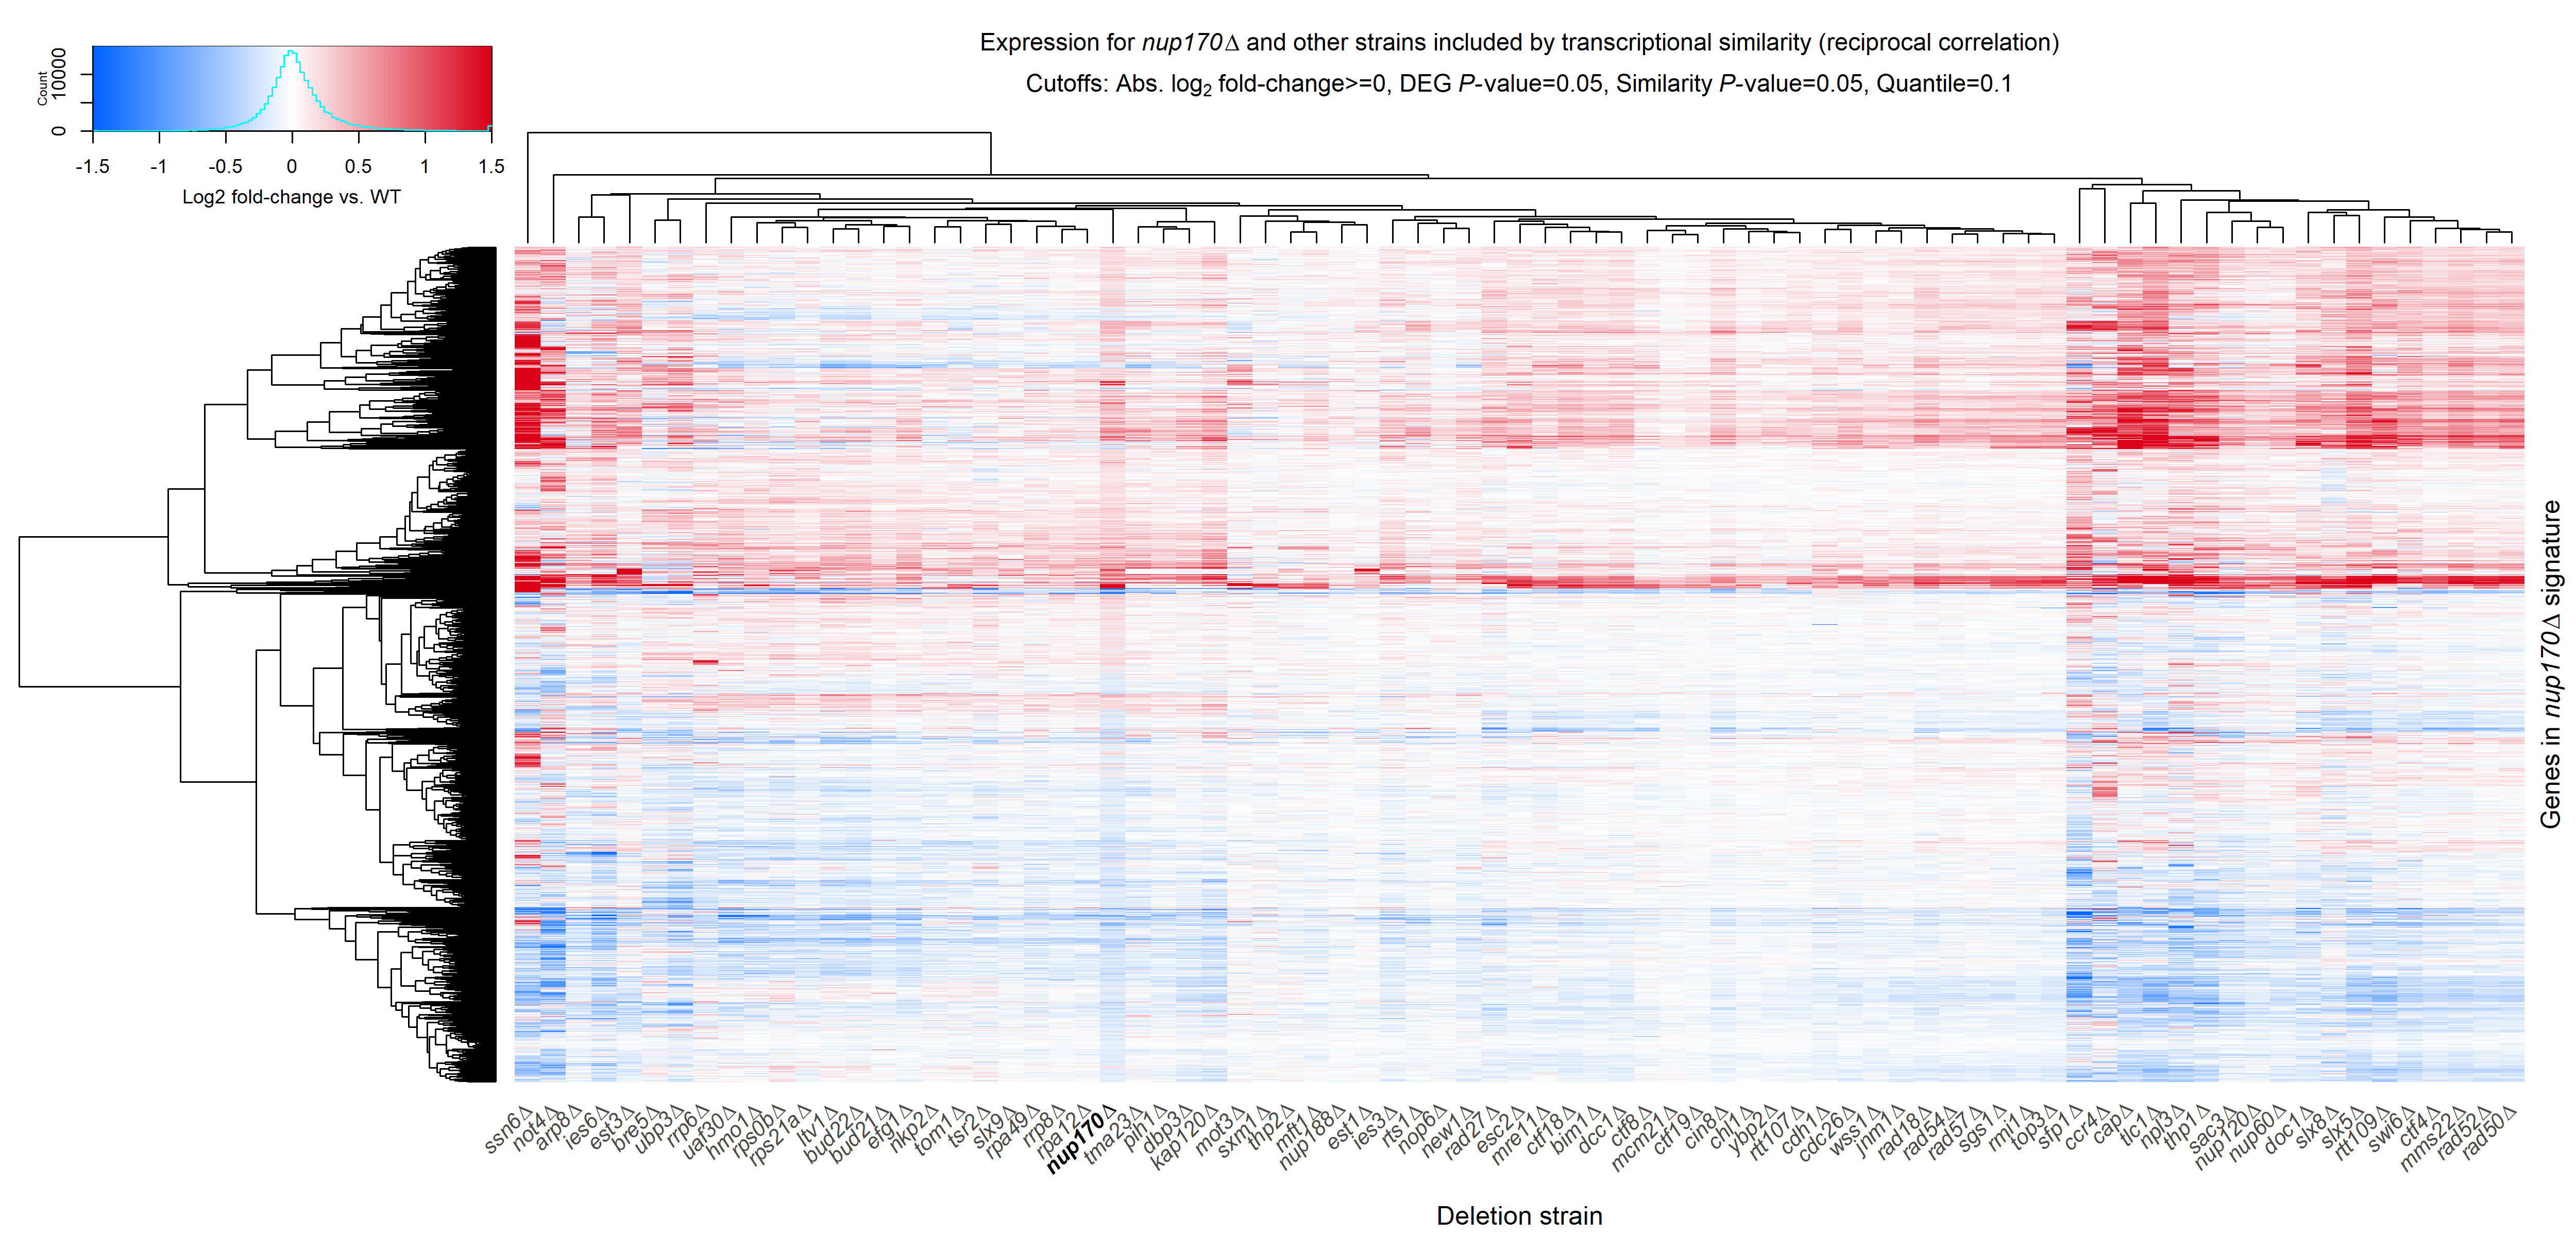 Expression for nup170Δ and other strains included by transcriptional similarity (reciprocal correlation)
Cutoffs: Abs. log2 fold-change>=0, DEG P-value=0.05, Similarity P-value=0.05, Quantile=0.1
Count
0 10000
-1.5 -1 -0.5 0 0.5 1 1.5
Log2 fold-change vs. WT
Genes in nup170Δ signature
ssn6Δ
not4Δ
arp8Δ
ies6Δ
est3Δ
bre5Δ
ubp3Δ
rrp6Δ
uaf30Δ
hmo1Δ
rps0bΔ
rps21aΔ
ltv1Δ
bud22Δ
bud21Δ
efg1Δ
nkp2Δ
tom1Δ
tsr2Δ
slx9Δ
rpa49Δ
rrp8Δ
rpa12Δ
nup170Δ
tma23Δ
pih1Δ
dbp3Δ
kap120Δ
mot3Δ
sxm1Δ
thp2Δ
mft1Δ
nup188Δ
est1Δ
ies3Δ
rts1Δ
nop6Δ
new1Δ
rad27Δ
esc2Δ
mre11Δ
ctf18Δ
bim1Δ
dcc1Δ
ctf8Δ
mcm21Δ
ctf19Δ
cin8Δ
chl1Δ
ybp2Δ
rtt107Δ
cdh1Δ
cdc26Δ
wss1Δ
jnm1Δ
rad18Δ
rad54Δ
rad57Δ
sgs1Δ
rmi1Δ
top3Δ
sfp1Δ
ccr4Δ
capΔ
tlc1Δ
npl3Δ
thp1Δ
sac3Δ
nup120Δ
nup60Δ
doc1Δ
slx8Δ
slx5Δ
rtt109Δ
swi6Δ
ctf4Δ
mms22Δ
rad52Δ
rad50Δ
Deletion strain